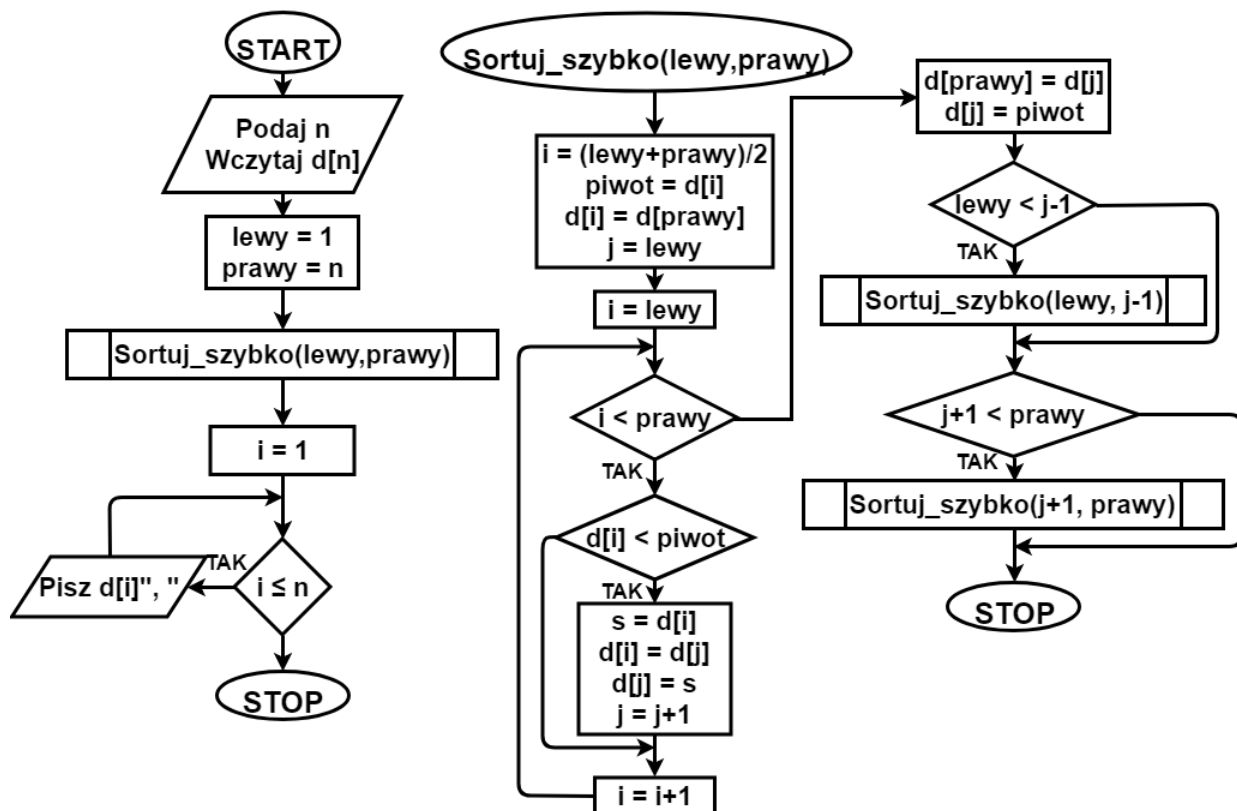 START
Podaj n
Wczytaj d[n]
lewy = 1
prawy = n
Sortuj_szybko(lewy,prawy)
i = 1
i ≤ n
TAK
Pisz d[i]", "
STOP
Sortuj_szybko(lewy,prawy)
i = (lewy+prawy)/2
piwot = d[i]
d[i] = d[prawy]
j = lewy
i = lewy
i < prawy
TAK
d[i] < piwot
TAK
s = d[i]
d[i] = d[j]
d[j] = s
j = j+1
i = i+1
d[prawy] = d[j]
d[j] = piwot
lewy < j-1
TAK
Sortuj_szybko(lewy, j-1)
j+1 < prawy
TAK
Sortuj_szybko(j+1, prawy)
STOP